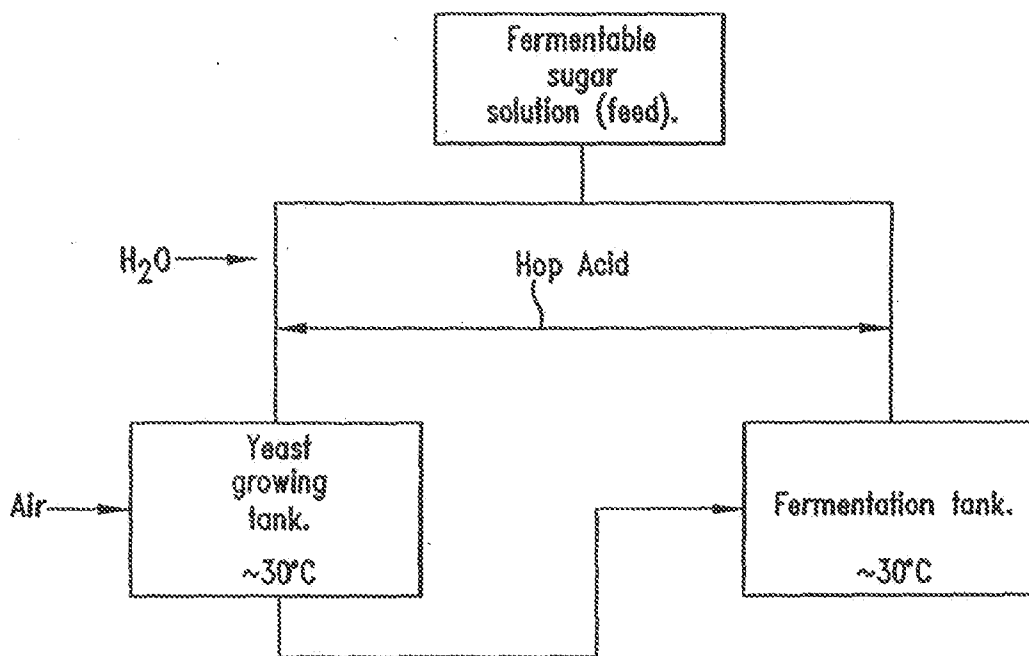 Fermentable
sugar
solution (feed).
H₂O
Hop Acid
Yeast
growing
tank.
~30°C
Air
Fermentation tank.
~30°C